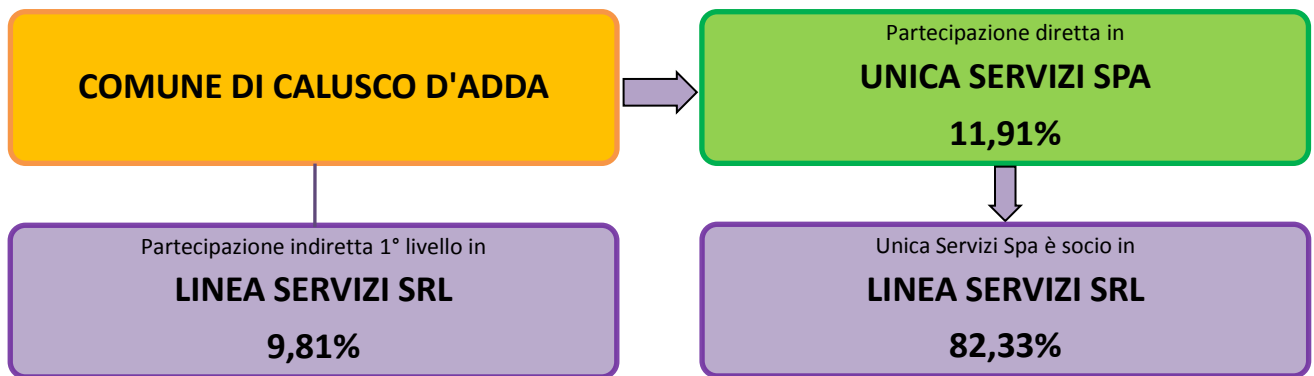 COMUNE DI CALUSCO D'ADDA
Partecipazione diretta in
UNICA SERVIZI SPA
11,91%
Partecipazione indiretta 1° livello in
LINEA SERVIZI SRL
9,81%
Unica Servizi Spa è socio in
LINEA SERVIZI SRL
82,33%